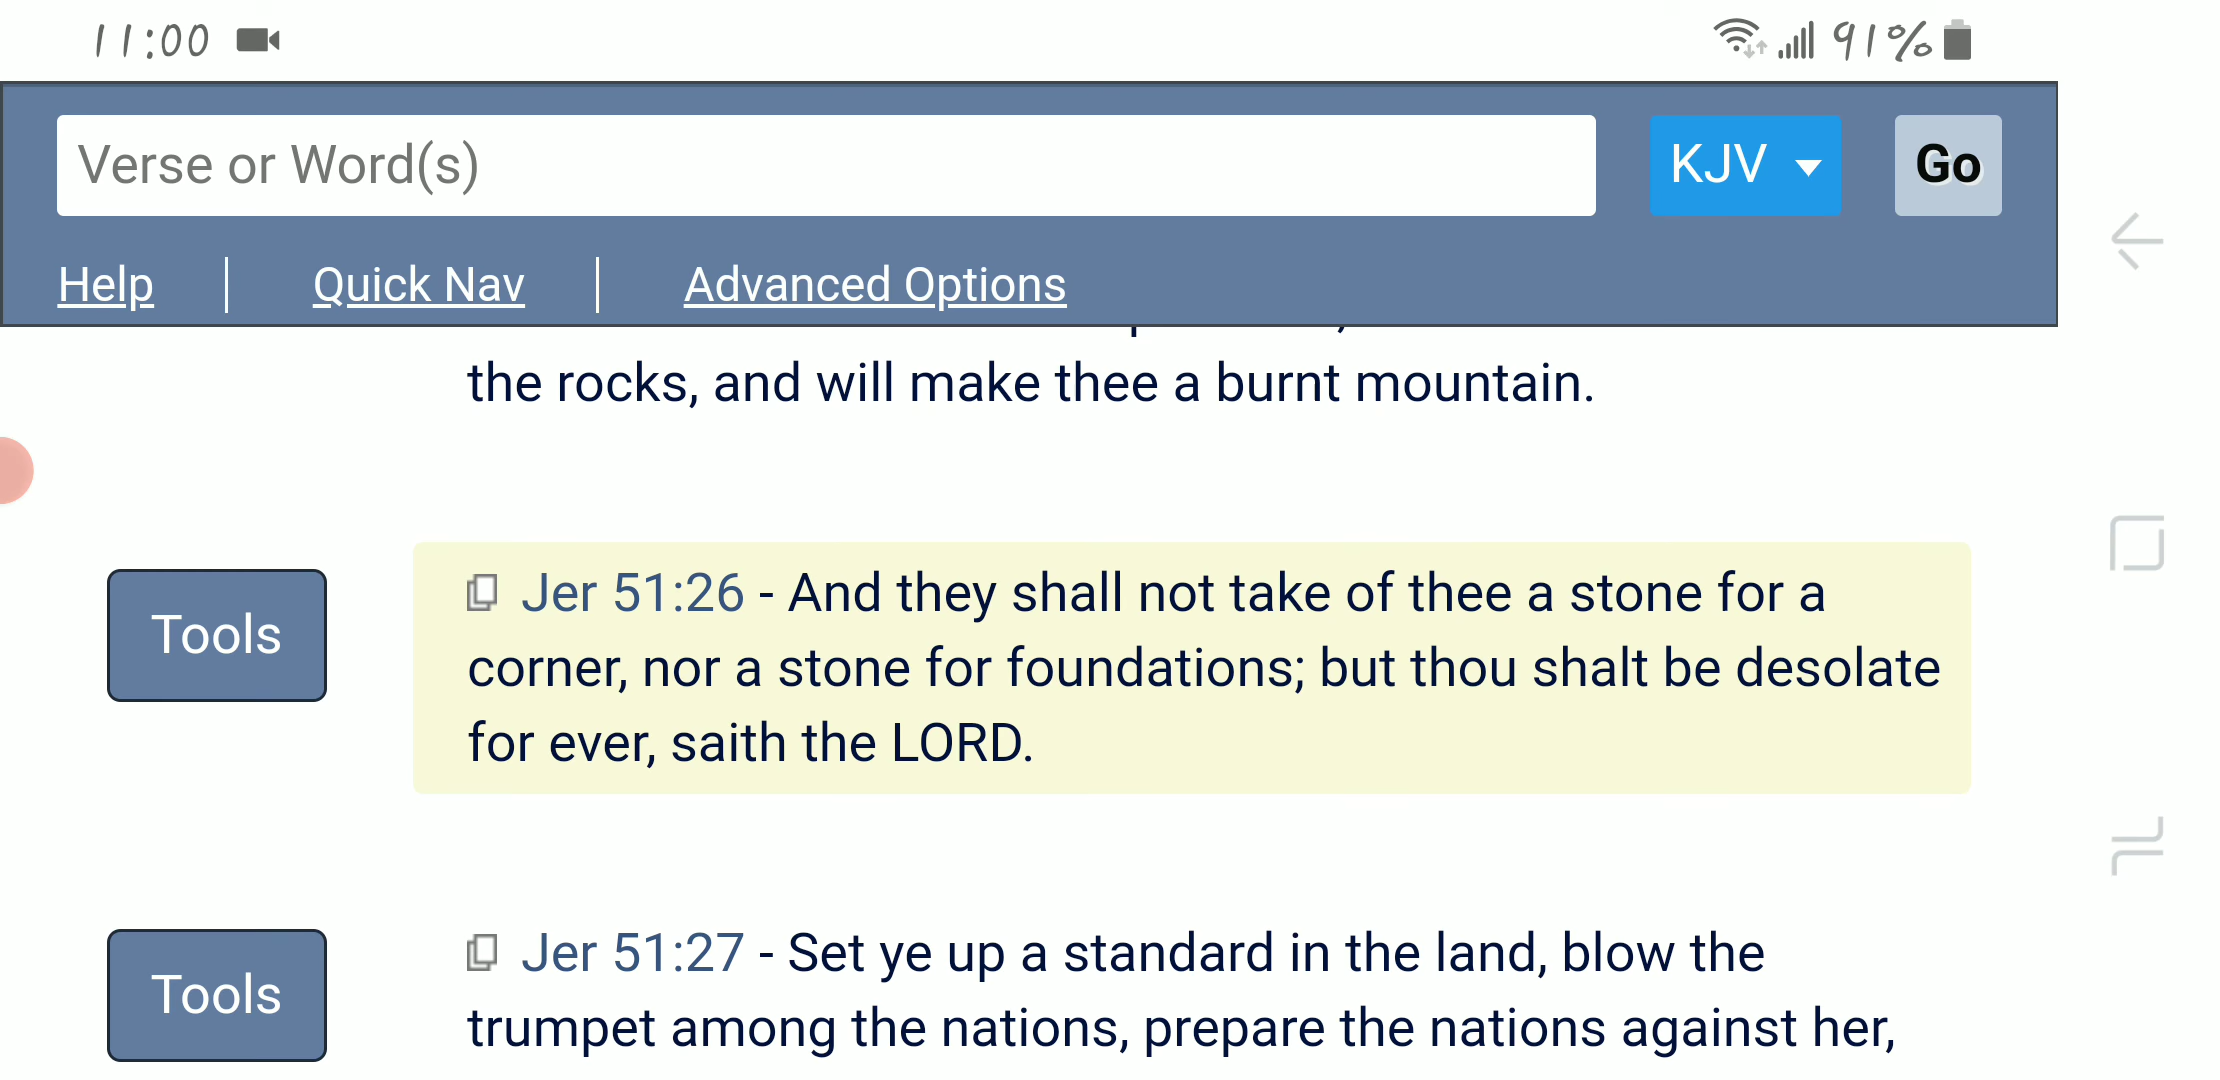 11:00 91%
Verse or Word(s) KJV Go
Help | Quick Nav | Advanced Options
the rocks, and will make thee a burnt mountain.
Tools
Jer 51:26 - And they shall not take of thee a stone for a
corner, nor a stone for foundations; but thou shalt be desolate
for ever, saith the LORD.
Tools
Jer 51:27 - Set ye up a standard in the land, blow the
trumpet among the nations, prepare the nations against her,